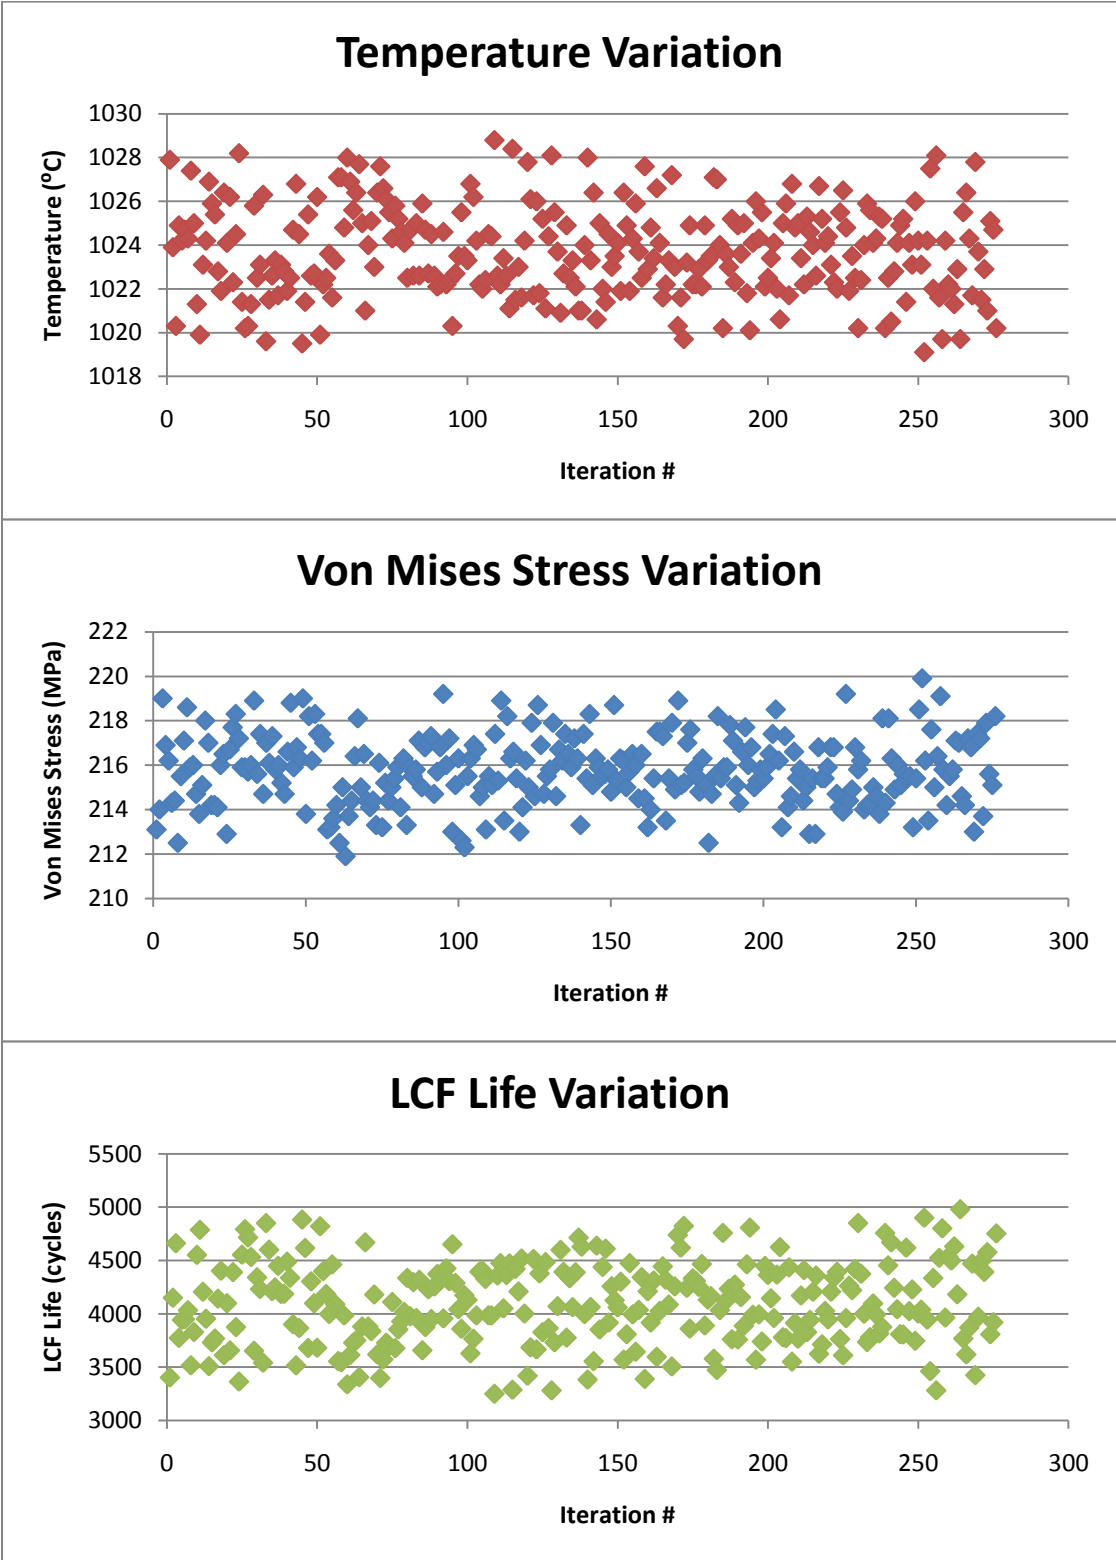 Temperature Variation
1030
1028
1026
1024
1022
1020
1018
Temperature (⁰C)
0 50 100 150 200 250 300
Iteration #
Von Mises Stress Variation
222
220
218
216
214
212
210
Von Mises Stress (MPa)
0 50 100 150 200 250 300
Iteration #
LCF Life Variation
5500
5000
4500
4000
3500
3000
LCF Life (cycles)
0 50 100 150 200 250 300
Iteration #